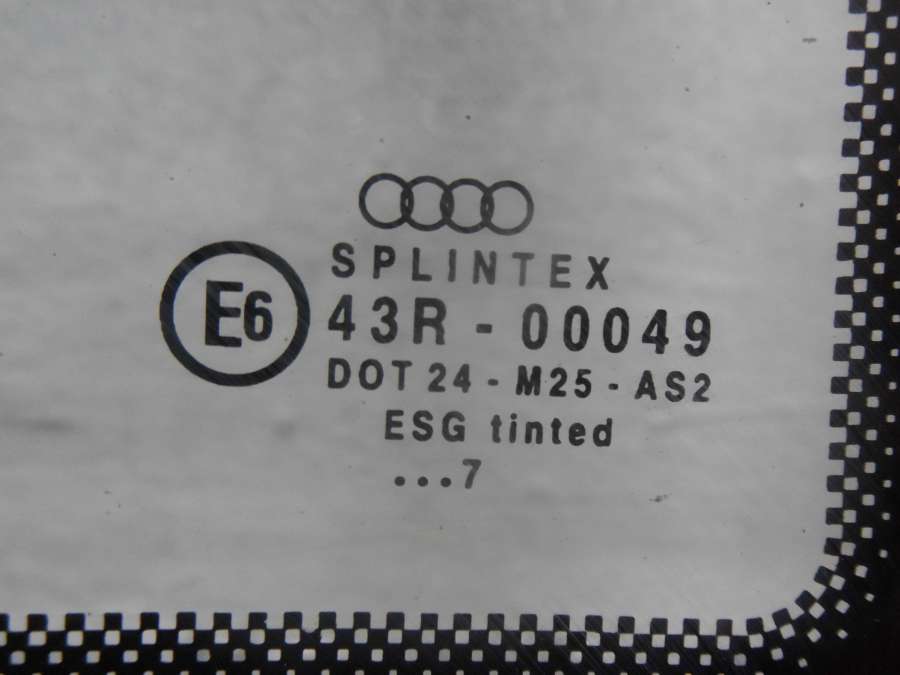 SPLINTEX
E6
43R - 00049
DOT 24 - M25 - AS2
ESG tinted
...7